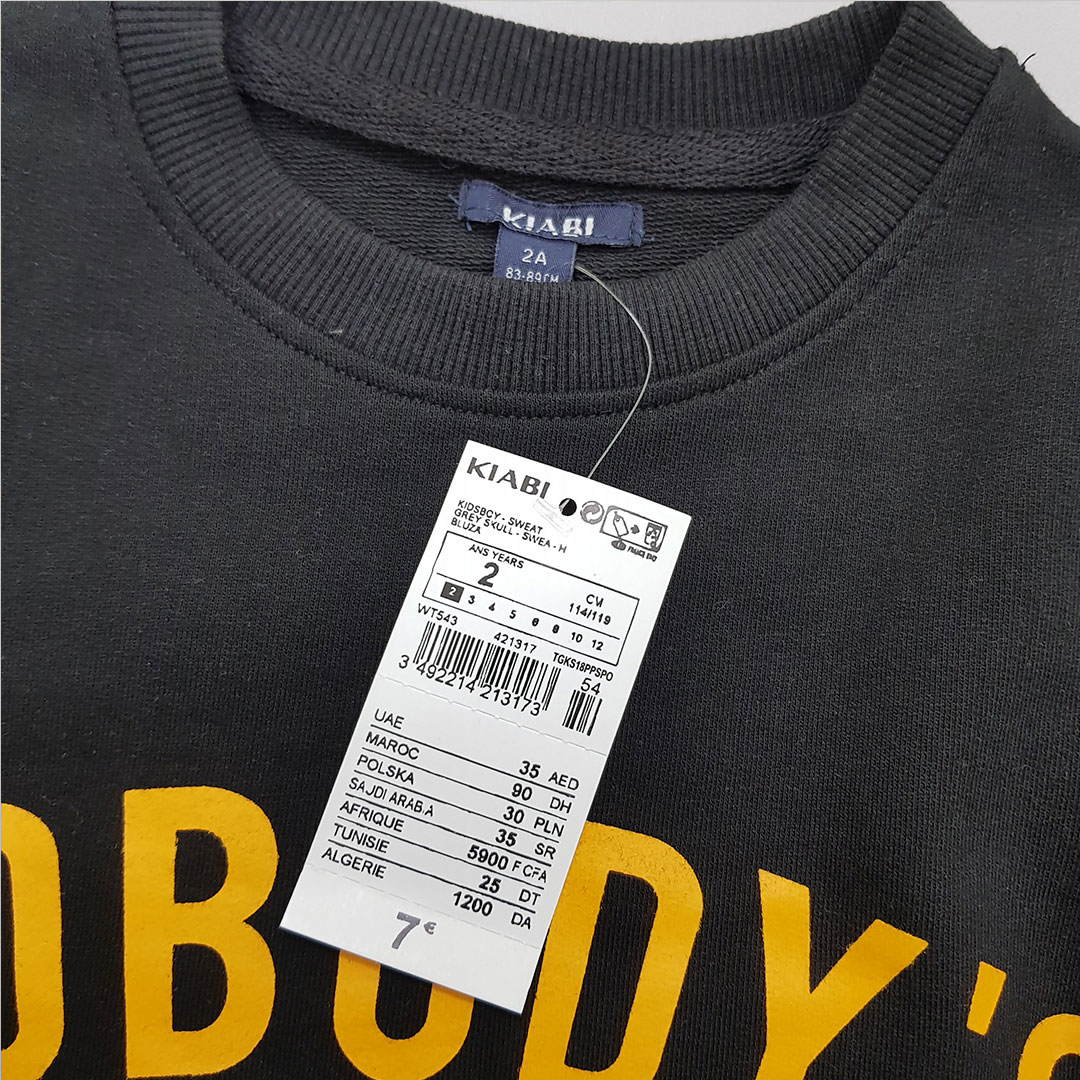 KIABI
2A
83-89CM
KIABI
KIDSBOY - SWEAT
GREY SKULL - SWEA - H
BLUZA
ANS YEARS
2
CM
114/119
2 3 4 5 6 8 10 12
WT543 421317 TGKS18PPSPO
3 492214 213173 54
UAE 35 AED
MAROC 90 DH
POLSKA 30 PLN
SAUDI ARABIA 35 SR
AFRIQUE 5900 F CFA
TUNISIE 25 DT
ALGERIE 1200 DA
7€
OBODY'S